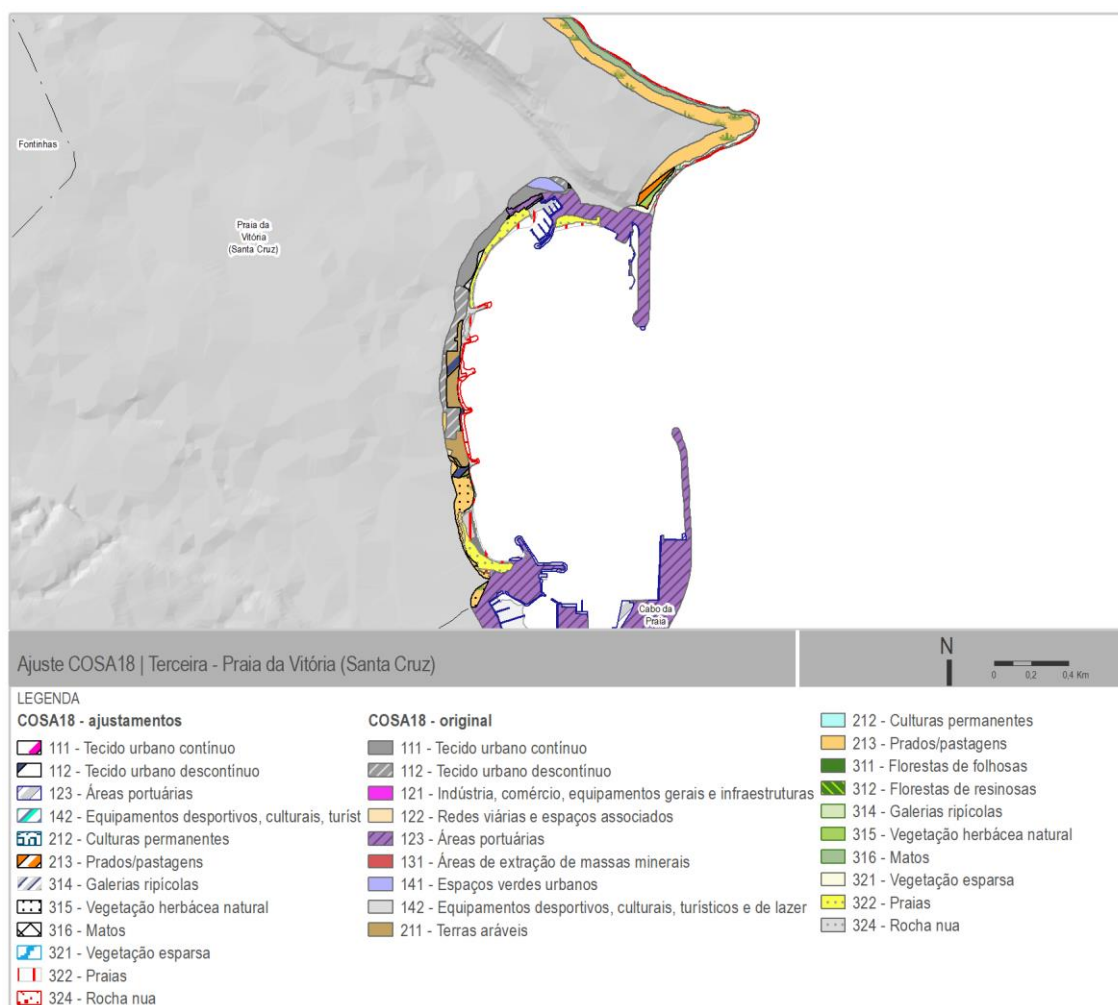 Fontinhas
Praia da
Vitória
(Santa Cruz)
Cabo da
Praia
Ajuste COSA18 | Terceira - Praia da Vitória (Santa Cruz)
N
0 0,2 0,4 Km
LEGENDA
COSA18 - ajustamentos
111 - Tecido urbano contínuo
112 - Tecido urbano descontínuo
123 - Áreas portuárias
142 - Equipamentos desportivos, culturais, turíst
212 - Culturas permanentes
213 - Prados/pastagens
314 - Galerias ripícolas
315 - Vegetação herbácea natural
316 - Matos
321 - Vegetação esparsa
322 - Praias
324 - Rocha nua
COSA18 - original
111 - Tecido urbano contínuo
112 - Tecido urbano descontínuo
121 - Indústria, comércio, equipamentos gerais e infraestruturas
122 - Redes viárias e espaços associados
123 - Áreas portuárias
131 - Áreas de extração de massas minerais
141 - Espaços verdes urbanos
142 - Equipamentos desportivos, culturais, turísticos e de lazer
211 - Terras aráveis
212 - Culturas permanentes
213 - Prados/pastagens
311 - Florestas de folhosas
312 - Florestas de resinosas
314 - Galerias ripícolas
315 - Vegetação herbácea natural
316 - Matos
321 - Vegetação esparsa
322 - Praias
324 - Rocha nua